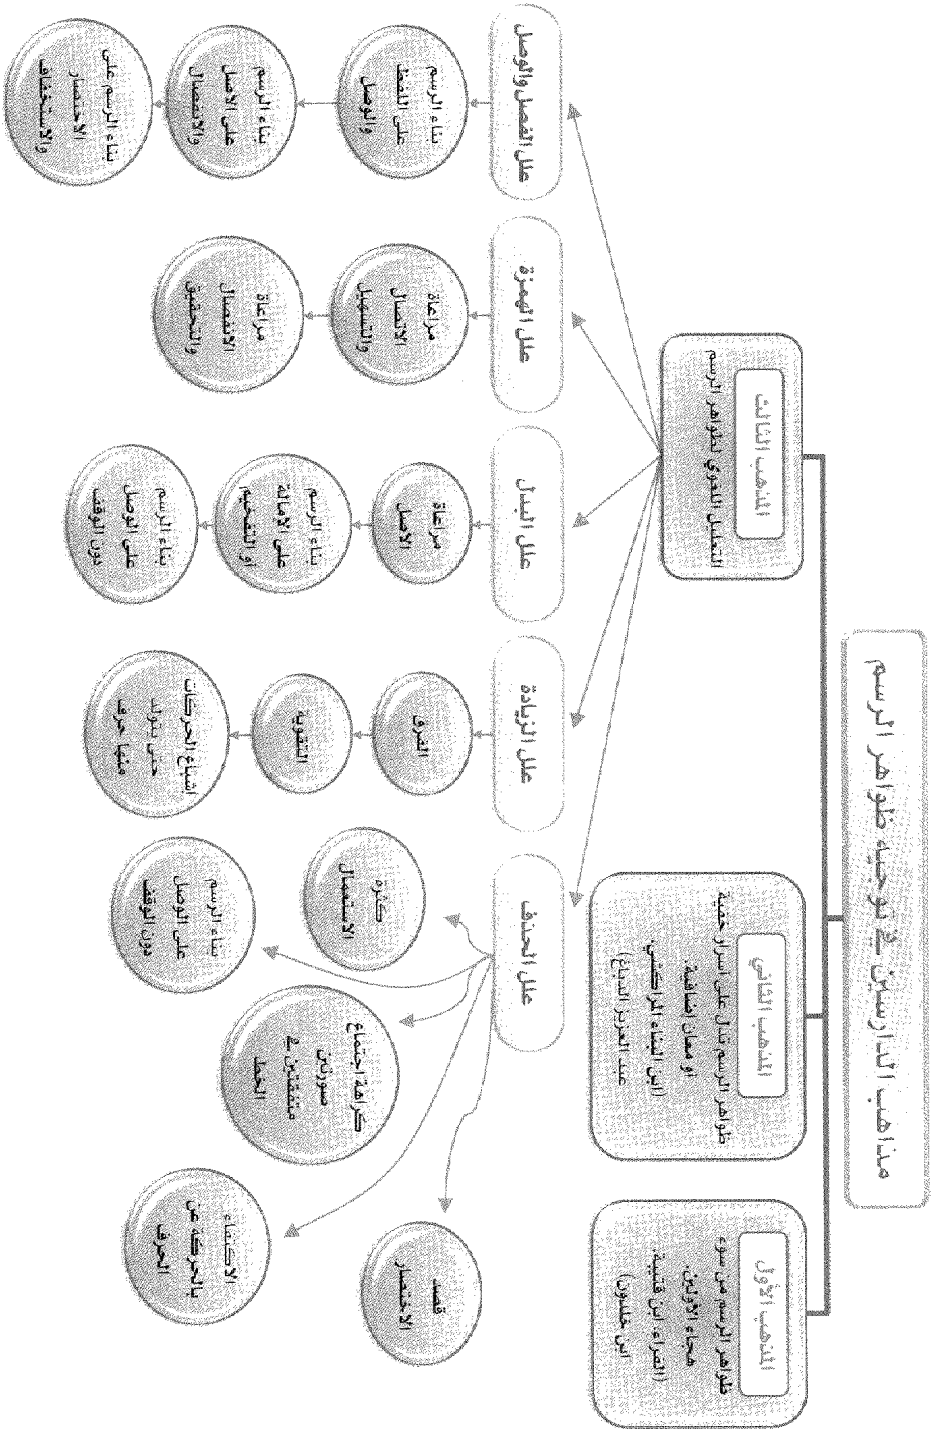 مذاهب الدارسين في توجيه ظواهر الرسم
المذهب الأول
ظواهر الرسم من سوء
هجاء الأولين.
(الفراء، ابن قتيبة،
ابن خلدون)
المذهب الثاني
ظواهر الرسم تدل على أسرار خفية
أو معان إضافية.
(ابن البناء المراكشي،
عبد العزيز الدباغ)
المذهب الثالث
التعليل اللغوي لظواهر الرسم
علل الحذف
قصد
الاختصار
الاكتفاء
بالحركة عن
الحرف
كراهة اجتماع
صورتين
متفقتين في
الخط
بناء الرسم
على الوصل
دون الوقف
كثرة
الاستعمال
علل الزيادة
الفرق
التقوية
إشباع الحركات
حتى يتولد
منها حرف
علل البدل
مراعاة
الأصل
بناء الرسم
على الإمالة
أو التفخيم
بناء الرسم
على الوصل
دون الوقف
علل الهمزة
مراعاة
الاتصال
والتسهيل
مراعاة
الانفصال
والتحقيق
علل الفصل والوصل
بناء الرسم
على اللفظ
والوصل
بناء الرسم
على الأصل
والانفصال
بناء الرسم على
الاختصار
والاستخفاف